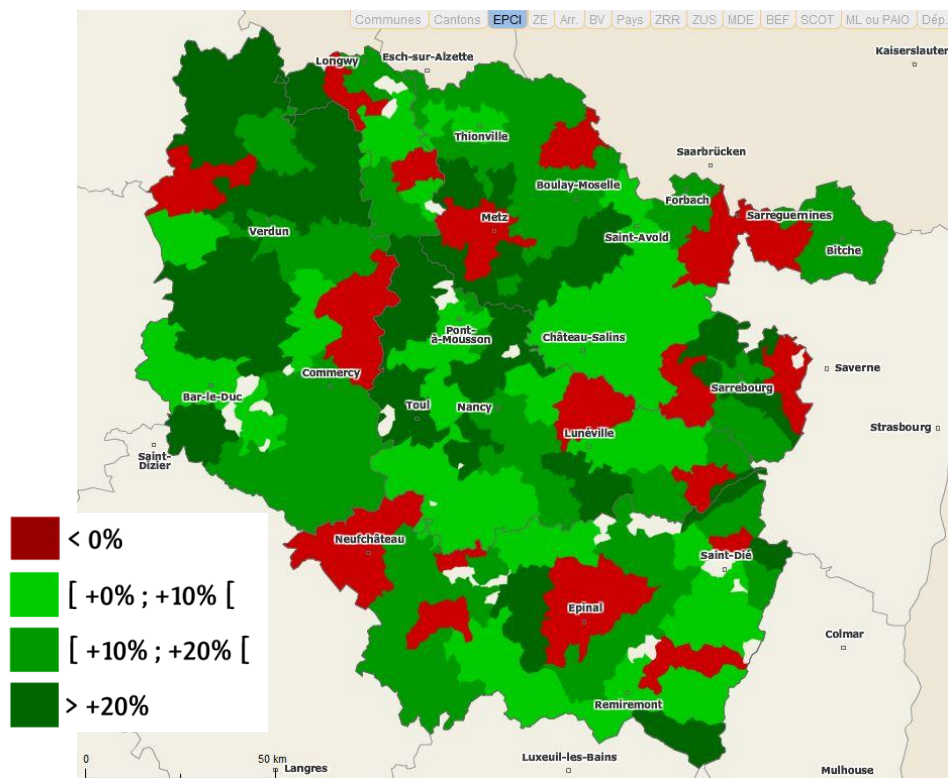 Communes Cantons EPCI ZE Arr. BV Pays ZRR ZUS MDE BEF SCOT ML ou PAIO Dép.
Kaiserslauter
Longwy
Esch-sur-Alzette
Thionville
Saarbrücken
Boulay-Moselle
Forbach
Metz
Sarreguemines
Verdun
Saint-Avold
Bitche
Pont-
à-Mousson
Château-Salins
Commercy
Saverne
Sarrebourg
Bar-le-Duc
Toul
Nancy
Strasbourg
Lunéville
Saint-
Dizier
< 0%
Neufchâteau
Saint-Dié
[ +0% ; +10% [
Epinal
Colmar
[ +10% ; +20% [
> +20%
Remiremont
0 50 km
Langres
Luxeuil-les-Bains
Mulhouse